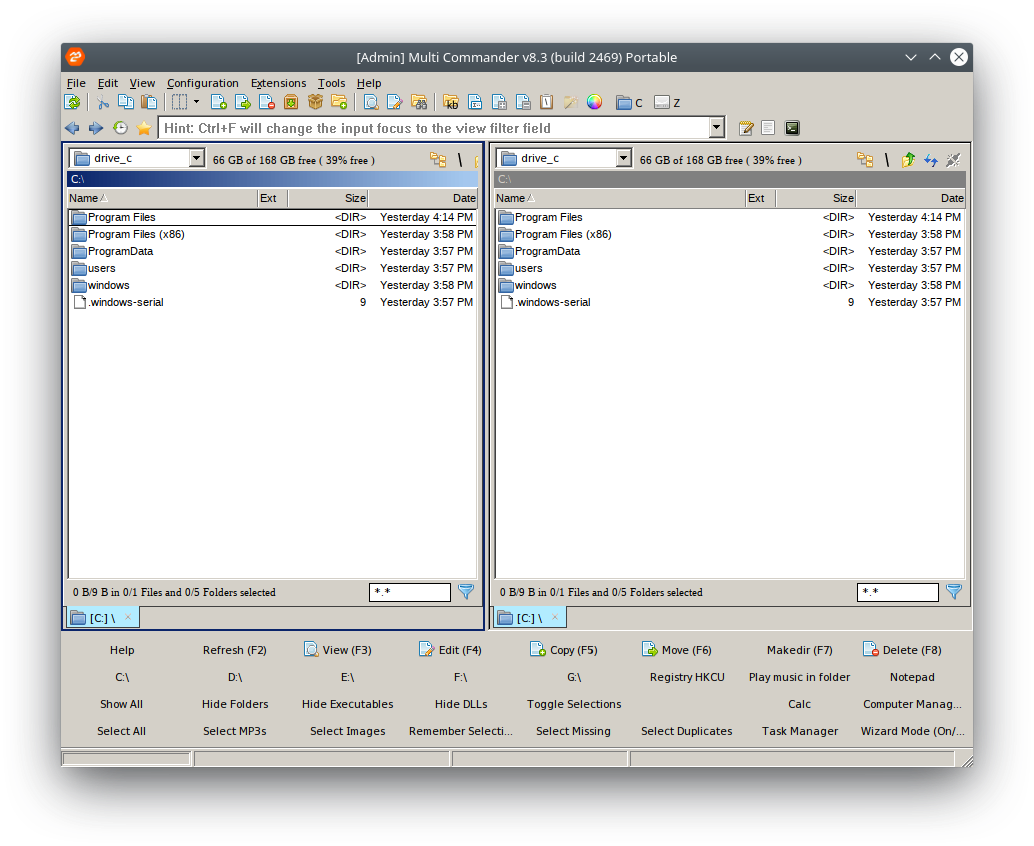 [Admin] Multi Commander v8.3 (build 2469) Portable
File Edit View Configuration Extensions Tools Help
kb C Z
Hint: Ctrl+F will change the input focus to the view filter field
drive_c 66 GB of 168 GB free ( 39% free ) \
C:\
Name Ext Size Date
Program Files <DIR> Yesterday 4:14 PM
Program Files (x86) <DIR> Yesterday 3:58 PM
ProgramData <DIR> Yesterday 3:57 PM
users <DIR> Yesterday 3:57 PM
windows <DIR> Yesterday 3:58 PM
.windows-serial 9 Yesterday 3:57 PM
0 B/9 B in 0/1 Files and 0/5 Folders selected *.*
[C:] \
drive_c 66 GB of 168 GB free ( 39% free ) \
C:\
Name Ext Size Date
Program Files <DIR> Yesterday 4:14 PM
Program Files (x86) <DIR> Yesterday 3:58 PM
ProgramData <DIR> Yesterday 3:57 PM
users <DIR> Yesterday 3:57 PM
windows <DIR> Yesterday 3:58 PM
.windows-serial 9 Yesterday 3:57 PM
0 B/9 B in 0/1 Files and 0/5 Folders selected *.*
[C:] \
Help Refresh (F2) View (F3) Edit (F4) Copy (F5) Move (F6) Makedir (F7) Delete (F8)
C:\ D:\ E:\ F:\ G:\ Registry HKCU Play music in folder Notepad
Show All Hide Folders Hide Executables Hide DLLs Toggle Selections Calc Computer Manag...
Select All Select MP3s Select Images Remember Selecti... Select Missing Select Duplicates Task Manager Wizard Mode (On/...